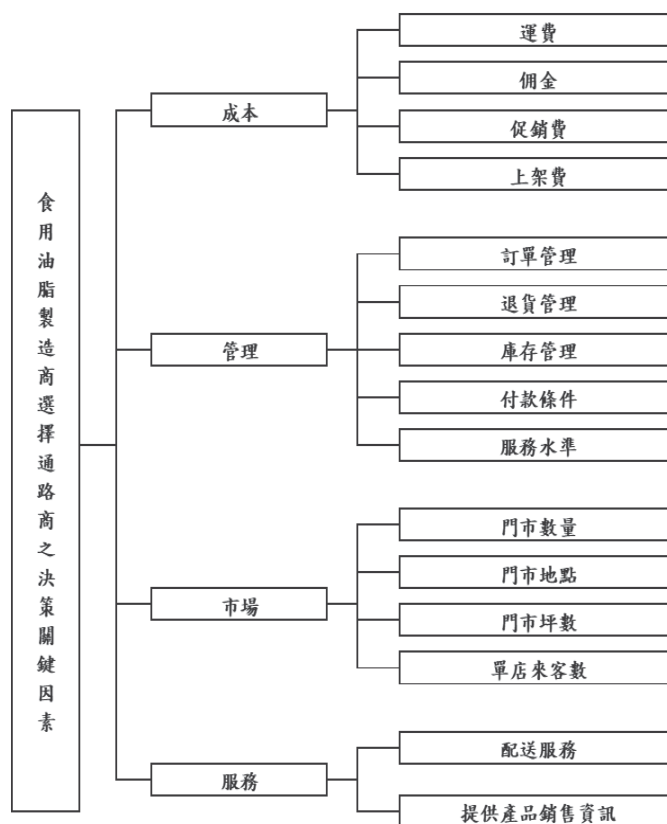 食用油脂製造商選擇通路商之決策關鍵因素
成本
運費
佣金
促銷費
上架費
管理
訂單管理
退貨管理
庫存管理
付款條件
服務水準
市場
門市數量
門市地點
門市坪數
單店來客數
服務
配送服務
提供產品銷售資訊